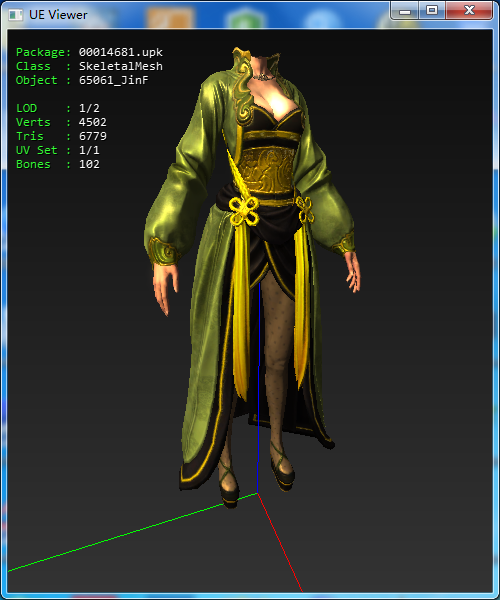 UE Viewer
Package: 00014681.upk
Class : SkeletalMesh
Object : 65061_JinF
LOD : 1/2
Verts : 4502
Tris : 6779
UV Set : 1/1
Bones : 102